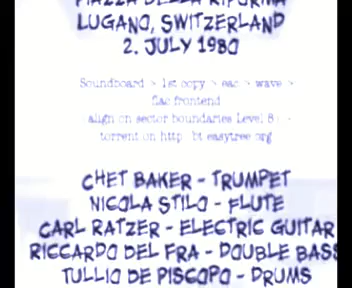 PIAZZA DELLA RIFORMA
LUGANO, SWITZERLAND
2. JULY 1980
Soundboard > 1st copy > eac > wave >
flac frontend
align on sector boundaries Level 8 -
torrent on http bt easytree org
CHET BAKER - TRUMPET
NICOLA STILO - FLUTE
CARL RATZER - ELECTRIC GUITAR
RICCARDO DEL FRA - DOUBLE BASS
TULLIO DE PISCOPO - DRUMS